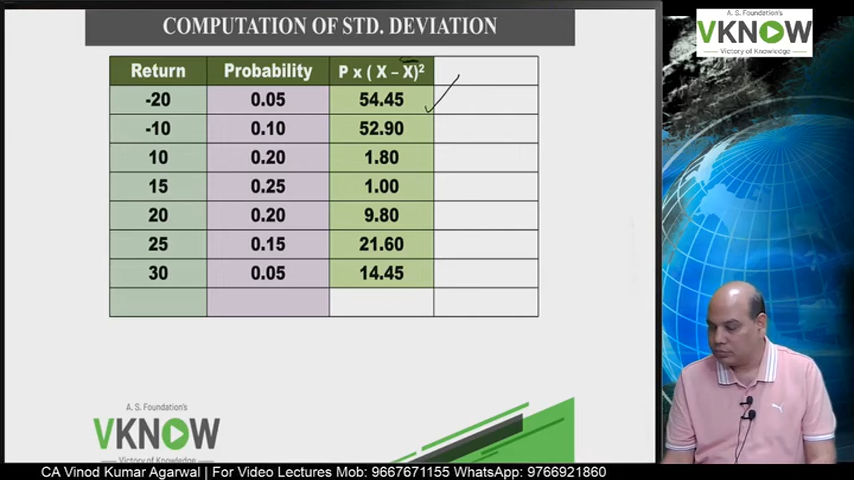 COMPUTATION OF STD. DEVIATION
A. S. Foundation's
VKNOW
Victory of Knowledge
Return Probability P x ( X – X̅)²
-20 0.05 54.45
-10 0.10 52.90
10 0.20 1.80
15 0.25 1.00
20 0.20 9.80
25 0.15 21.60
30 0.05 14.45
A. S. Foundation's
VKNOW
Victory of Knowledge
CA Vinod Kumar Agarwal | For Video Lectures Mob: 9667671155 WhatsApp: 9766921860